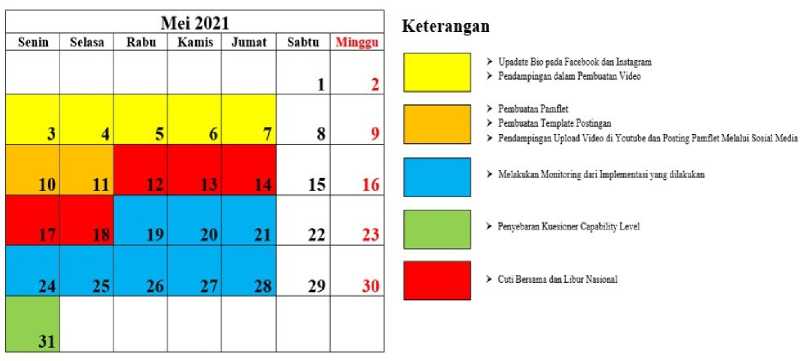 Mei 2021
Senin Selasa Rabu Kamis Jumat Sabtu Minggu
1 2
3 4 5 6 7 8 9
10 11 12 13 14 15 16
17 18 19 20 21 22 23
24 25 26 27 28 29 30
31
Keterangan
➤ Upadate Bio pada Facebook dan Instagram
➤ Pendampingan dalam Pembuatan Video
➤ Pembuatan Pamflet
➤ Pembuatan Template Postingan
➤ Pendampingan Upload Video di Youtube dan Posting Pamflet Melalui Sosial Media
➤ Melakukan Monitoring dari Implementasi yang dilakukan
➤ Penyebaran Kuesioner Capability Level
➤ Cuti Bersama dan Libur Nasional